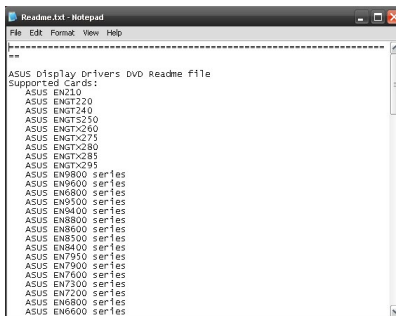 Readme.txt - Notepad
File Edit Format View Help
==
ASUS Display Drivers DVD Readme file
Supported Cards:
ASUS EN210
ASUS ENGT220
ASUS ENGT240
ASUS ENGTS250
ASUS ENGTX260
ASUS ENGTX275
ASUS ENGTX280
ASUS ENGTX285
ASUS ENGTX295
ASUS EN9800 series
ASUS EN9600 series
ASUS EN6800 series
ASUS EN9500 series
ASUS EN9400 series
ASUS EN8800 series
ASUS EN8600 series
ASUS EN8500 series
ASUS EN8400 series
ASUS EN7950 series
ASUS EN7900 series
ASUS EN7600 series
ASUS EN7300 series
ASUS EN7200 series
ASUS EN6800 series
ASUS EN6600 series